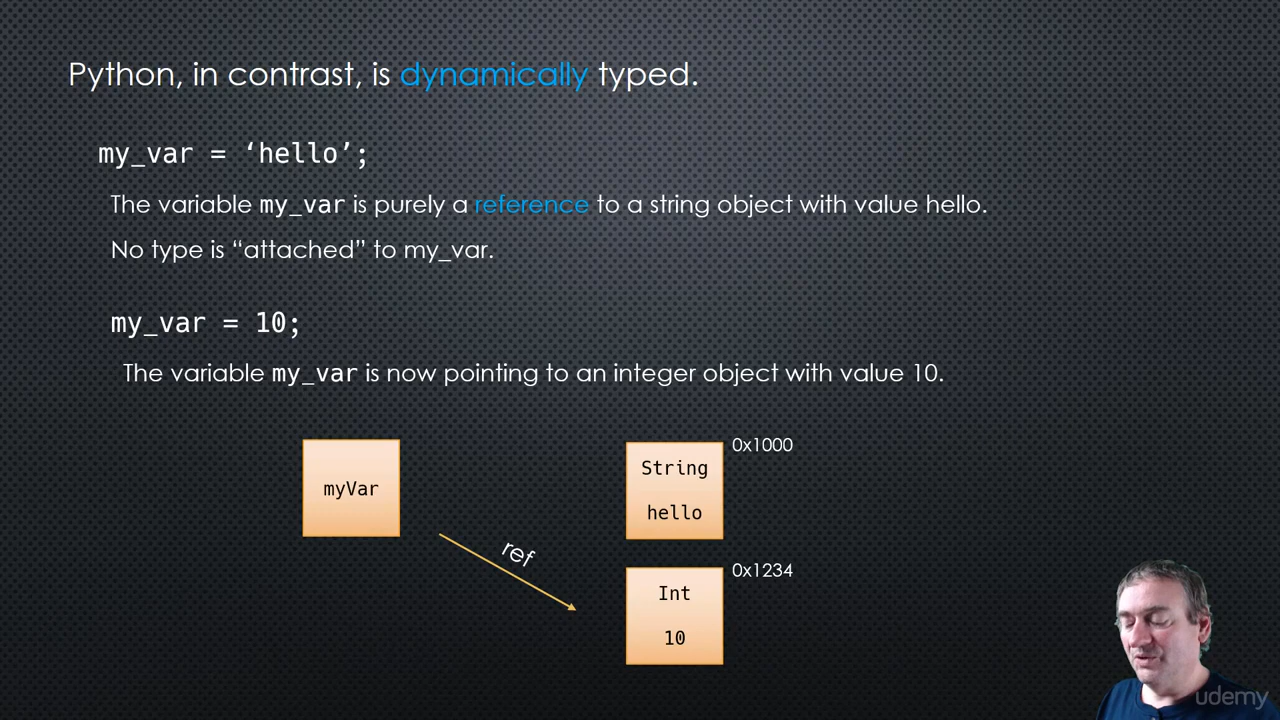 Python, in contrast, is dynamically typed.
my_var = ‘hello’;
The variable my_var is purely a reference to a string object with value hello.
No type is “attached” to my_var.
my_var = 10;
The variable my_var is now pointing to an integer object with value 10.
myVar
ref
String
hello
0x1000
Int
10
0x1234
udemy